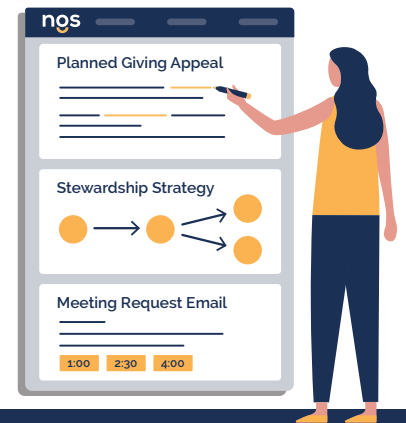 nos
Planned Giving Appeal
Stewardship Strategy
Meeting Request Email
1:00 2:30 4:00